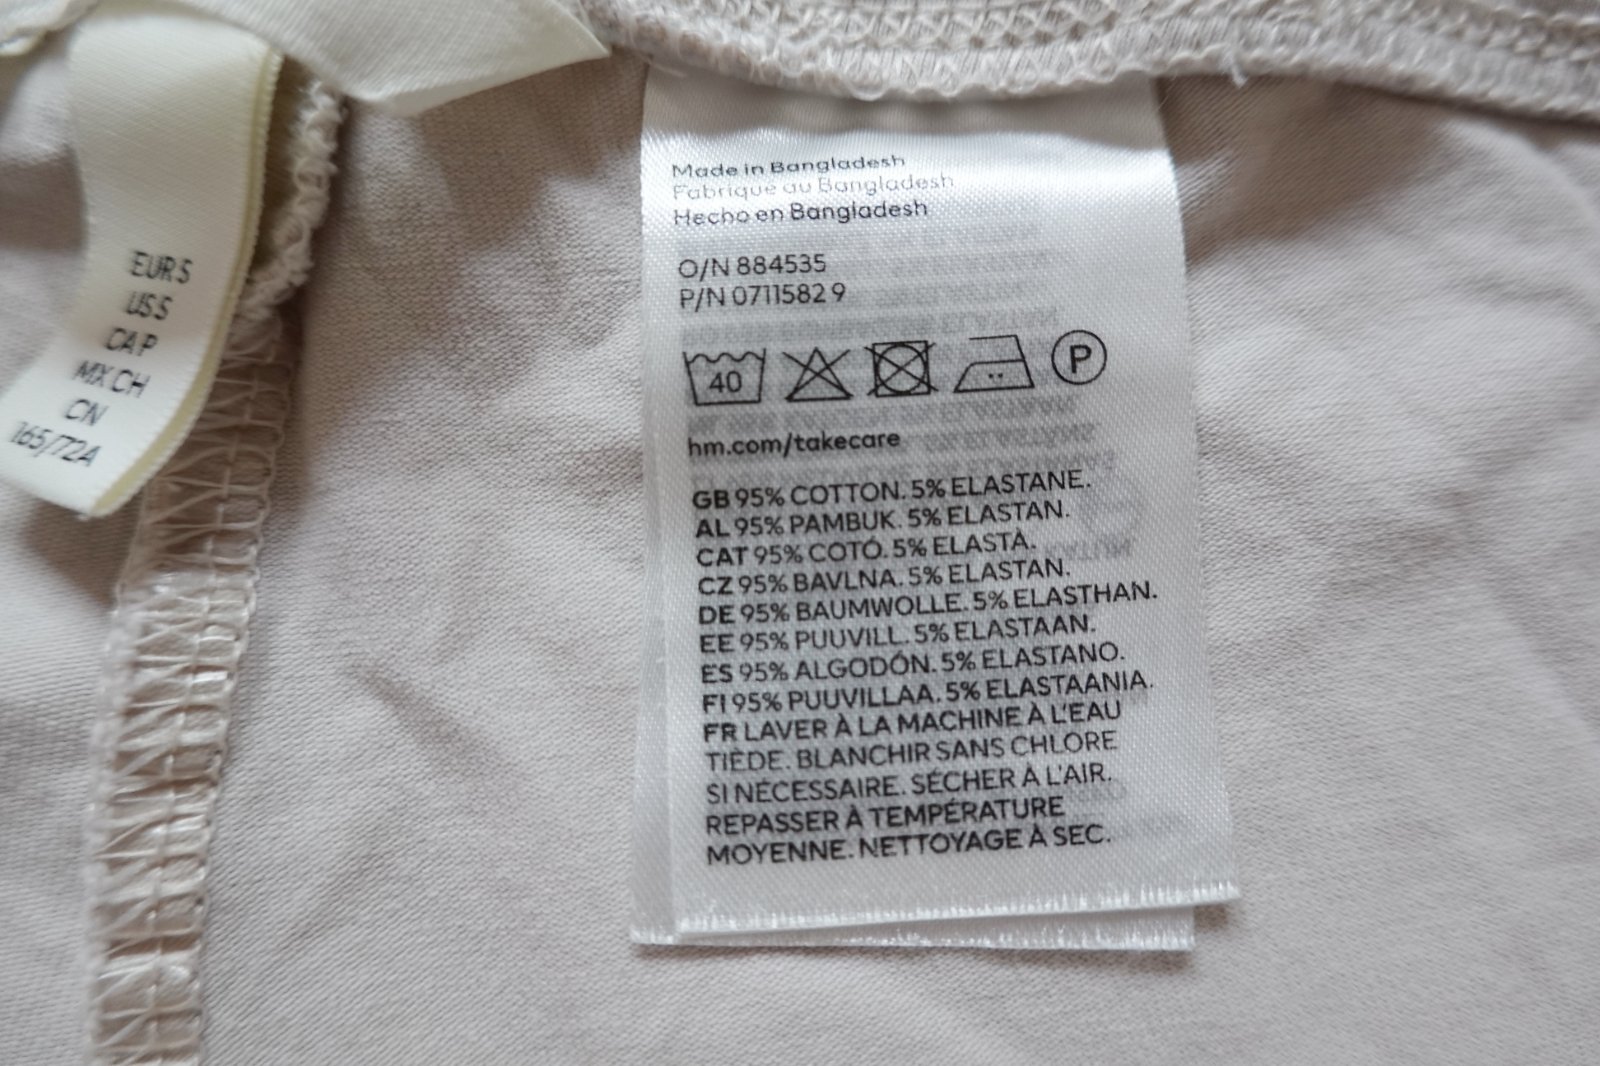 EUR S
US S
CAP
MX CH
CN
165/72A
Made in Bangladesh
Fabriqué au Bangladesh
Hecho en Bangladesh
O/N 884535
P/N 0711582 9
40
P
hm.com/takecare
GB 95% COTTON. 5% ELASTANE.
AL 95% PAMBUK. 5% ELASTAN.
CAT 95% COTÓ. 5% ELASTÀ.
CZ 95% BAVLNA. 5% ELASTAN.
DE 95% BAUMWOLLE. 5% ELASTHAN.
EE 95% PUUVILL. 5% ELASTAAN.
ES 95% ALGODÓN. 5% ELASTANO.
FI 95% PUUVILLAA. 5% ELASTAANIA.
FR LAVER À LA MACHINE À L'EAU
TIÈDE. BLANCHIR SANS CHLORE
SI NÉCESSAIRE. SÉCHER À L'AIR.
REPASSER À TEMPÉRATURE
MOYENNE. NETTOYAGE À SEC.